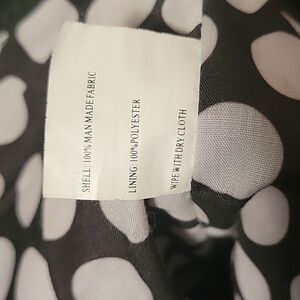 SHELL 100% MAN MADE FABRIC
LINING 100%POLYESTER
WIPE WITH DRY CLOTH